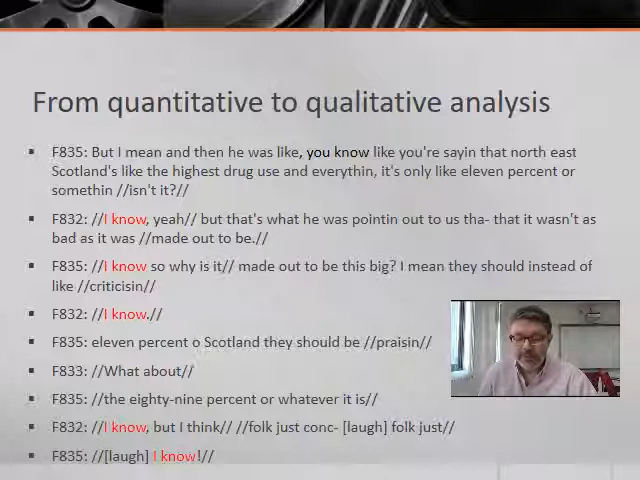 From quantitative to qualitative analysis
▪ F835: But I mean and then he was like, you know like you're sayin that north east
Scotland's like the highest drug use and everythin, it's only like eleven percent or
somethin //isn't it?//
▪ F832: //I know, yeah// but that's what he was pointin out to us tha- that it wasn't as
bad as it was //made out to be.//
▪ F835: //I know so why is it// made out to be this big? I mean they should instead of
like //criticisin//
▪ F832: //I know.//
▪ F835: eleven percent o Scotland they should be //praisin//
▪ F833: //What about//
▪ F835: //the eighty-nine percent or whatever it is//
▪ F832: //I know, but I think// //folk just conc- [laugh] folk just//
▪ F835: //[laugh] I know!//